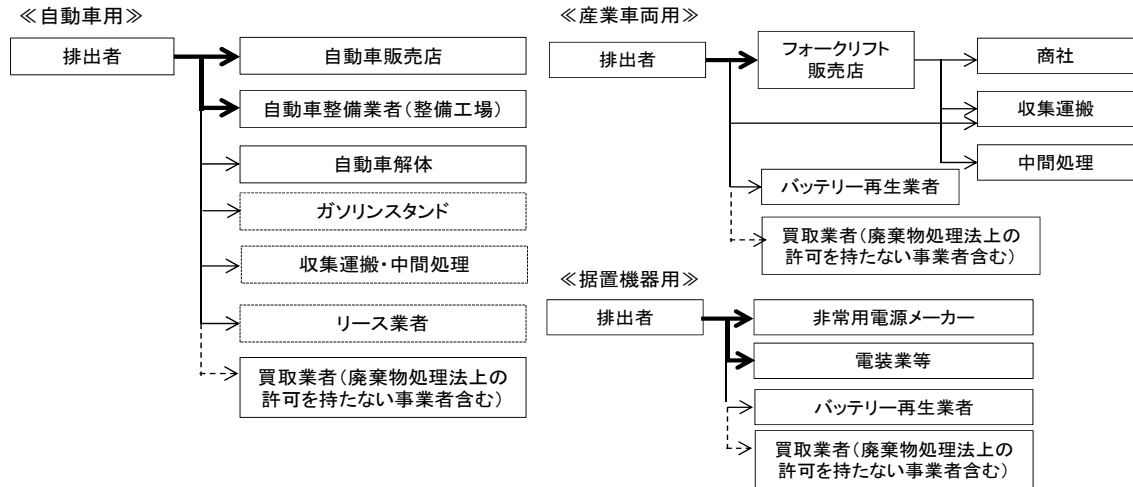 ≪自動車用≫
排出者
自動車販売店
自動車整備業者(整備工場)
自動車解体
ガソリンスタンド
収集運搬・中間処理
リース業者
買取業者(廃棄物処理法上の
許可を持たない事業者含む)
≪産業車両用≫
排出者
フォークリフト
販売店
商社
収集運搬
中間処理
バッテリー再生業者
買取業者(廃棄物処理法上の
許可を持たない事業者含む)
≪据置機器用≫
排出者
非常用電源メーカー
電装業等
バッテリー再生業者
買取業者(廃棄物処理法上の
許可を持たない事業者含む)